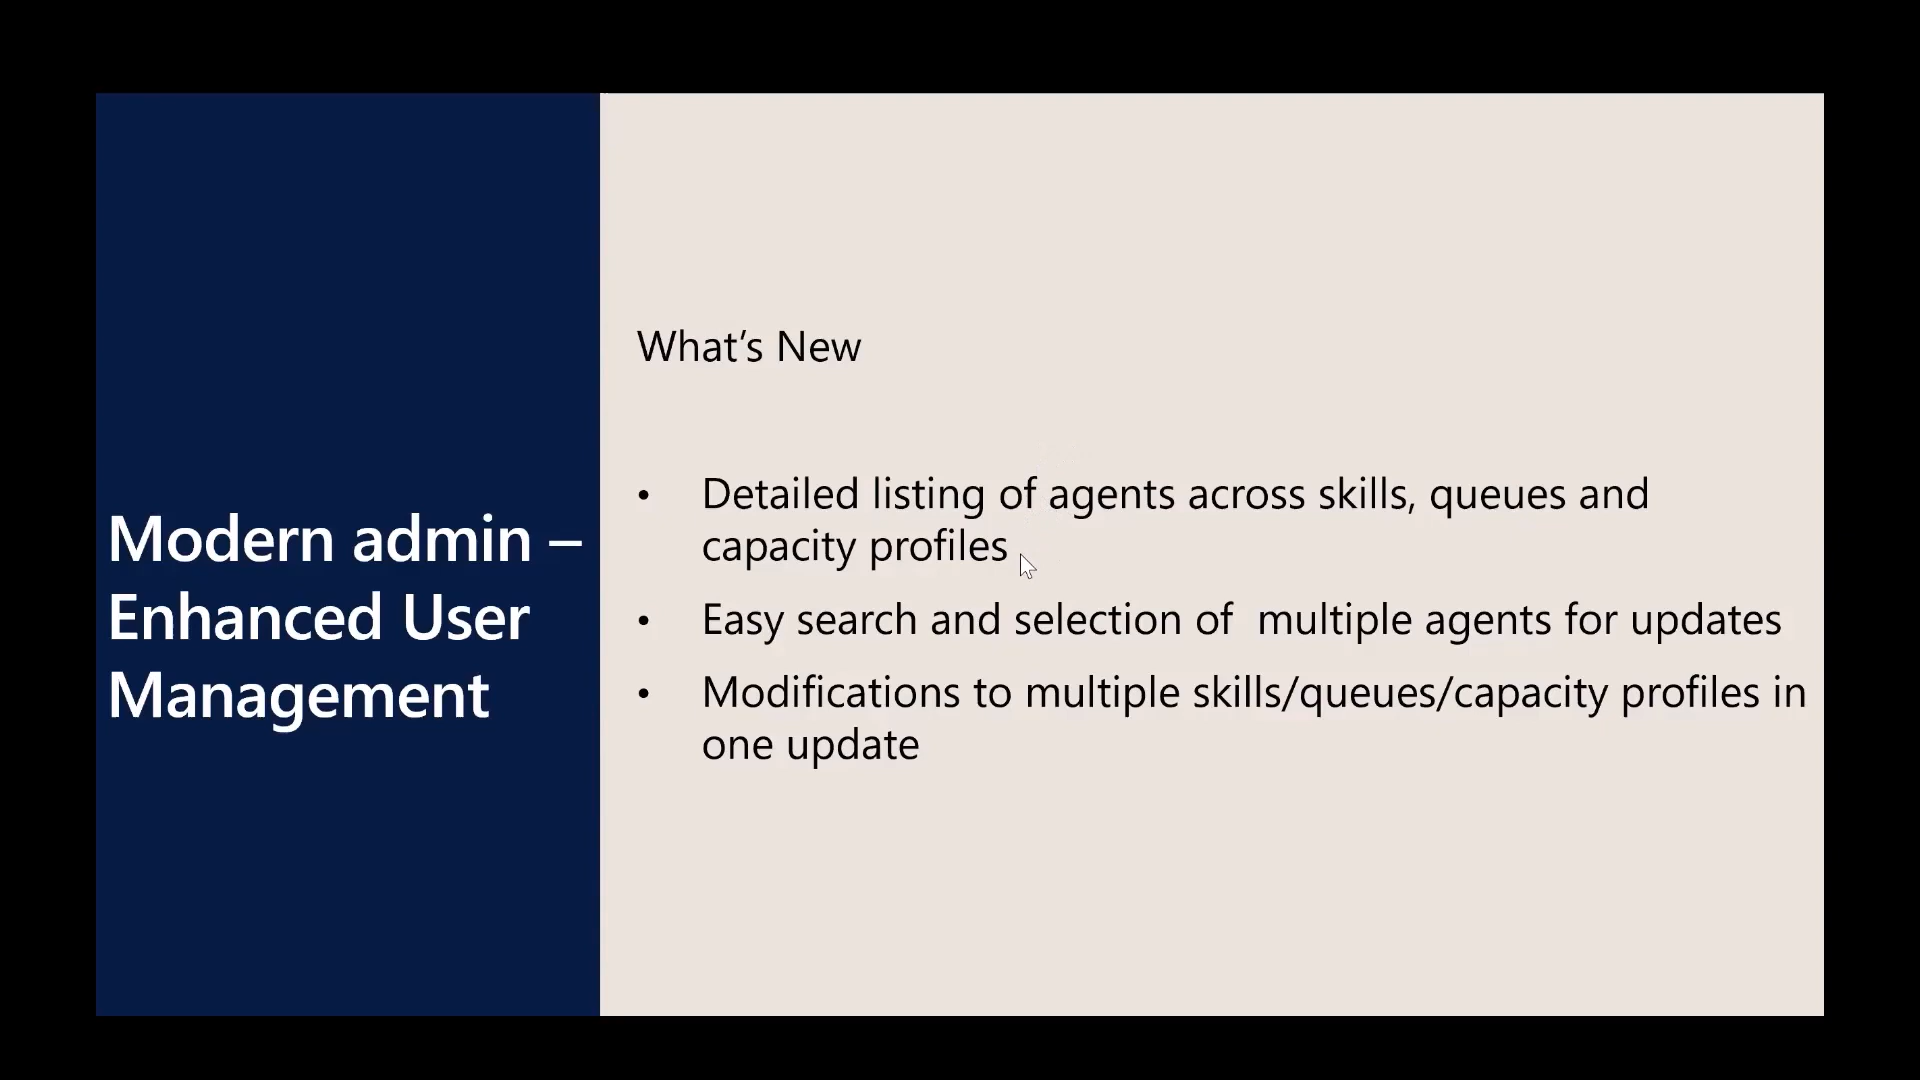 Modern admin –
Enhanced User
Management
What’s New
• Detailed listing of agents across skills, queues and
capacity profiles
• Easy search and selection of  multiple agents for updates
• Modifications to multiple skills/queues/capacity profiles in
one update